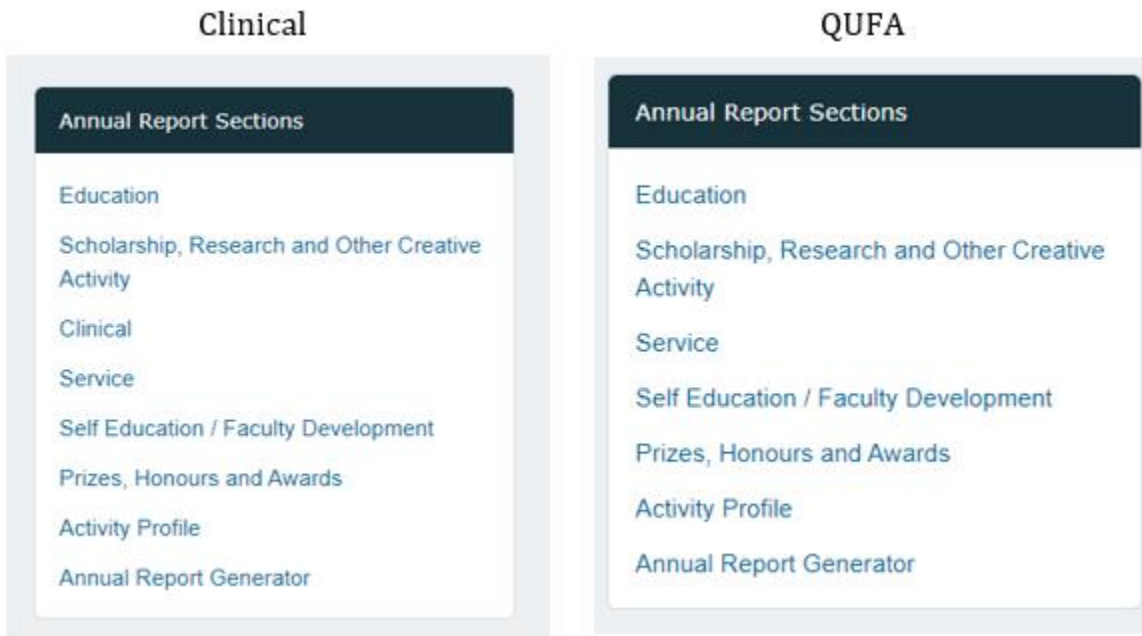 Clinical
Annual Report Sections
Education
Scholarship, Research and Other Creative
Activity
Clinical
Service
Self Education / Faculty Development
Prizes, Honours and Awards
Activity Profile
Annual Report Generator
QUFA
Annual Report Sections
Education
Scholarship, Research and Other Creative
Activity
Service
Self Education / Faculty Development
Prizes, Honours and Awards
Activity Profile
Annual Report Generator